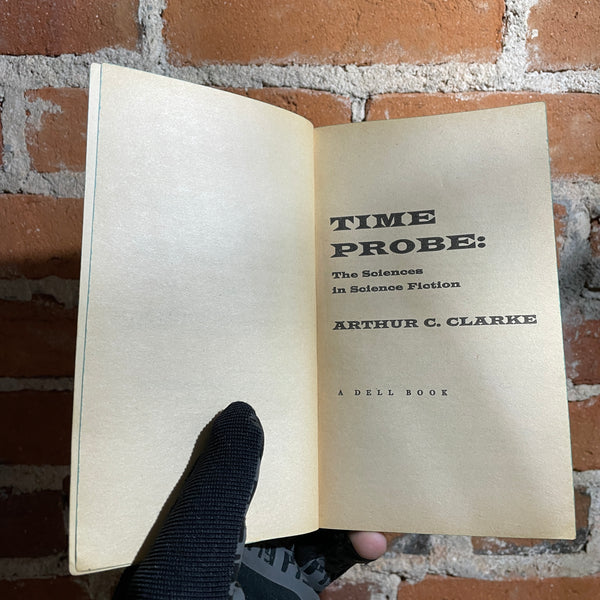 TIME
PROBE:
The Sciences
in Science Fiction
ARTHUR C. CLARKE
A DELL BOOK